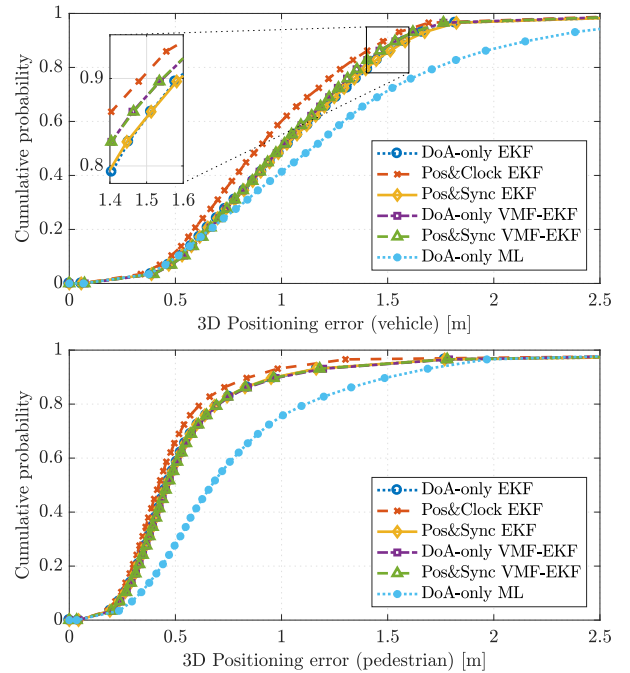 1
0.8
0.6
0.4
0.2
0
Cumulative probability
0.9
0.8
1.4 1.5 1.6
DoA-only EKF
Pos&Clock EKF
Pos&Sync EKF
DoA-only VMF-EKF
Pos&Sync VMF-EKF
DoA-only ML
0 0.5 1 1.5 2 2.5
3D Positioning error (vehicle) [m]
1
0.8
0.6
0.4
0.2
0
Cumulative probability
DoA-only EKF
Pos&Clock EKF
Pos&Sync EKF
DoA-only VMF-EKF
Pos&Sync VMF-EKF
DoA-only ML
0 0.5 1 1.5 2 2.5
3D Positioning error (pedestrian) [m]